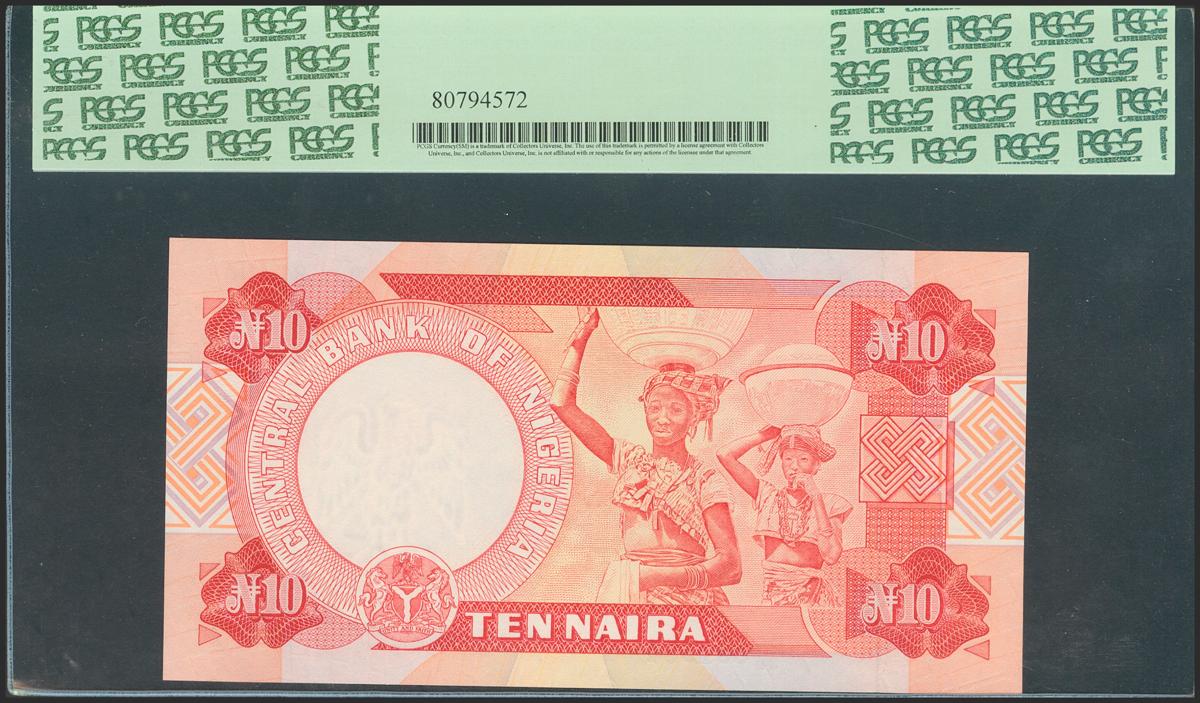 PCGS CURRENCY
80794572
PCGS Currency(SM) is a trademark of Collectors Universe, Inc. The use of this trademark is permitted by a license agreement with Collectors
Universe, Inc., and Collectors Universe, Inc. is not affiliated with or responsible for any actions of the licensee under that agreement.
₦10
₦10
CENTRAL BANK OF NIGERIA
₦10
₦10
UNITY AND FAITH
TEN NAIRA